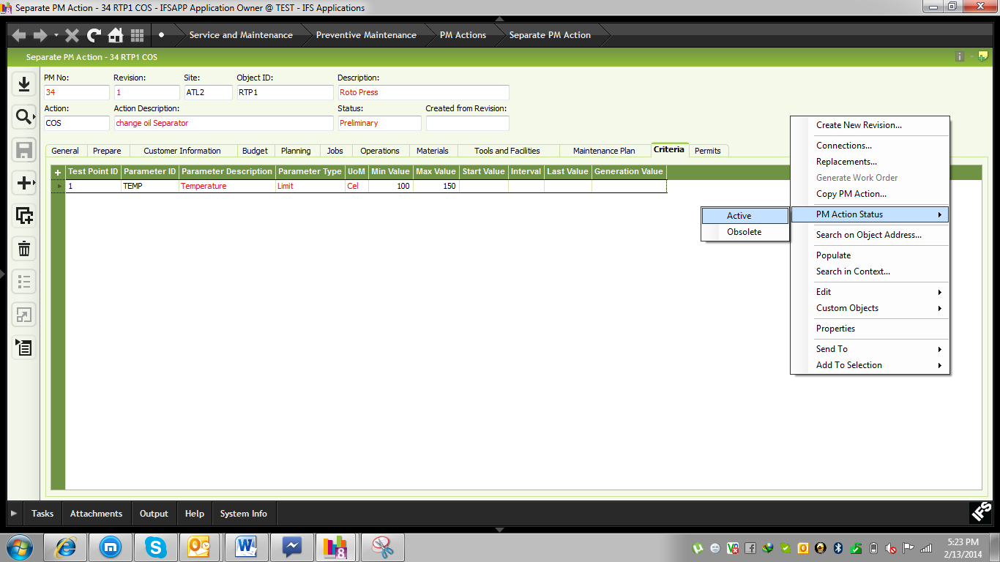 Separate PM Action - 34 RTP1 COS - IFSAPP Application Owner @ TEST - IFS Applications
Service and Maintenance Preventive Maintenance PM Actions Separate PM Action
Separate PM Action - 34 RTP1 COS
PM No: Revision: Site: Object ID: Description:
34 1 ATL2 RTP1 Roto Press
Action: Action Description: Status: Created from Revision:
COS change oil Separator Preliminary
General Prepare Customer Information Budget Planning Jobs Operations Materials Tools and Facilities Maintenance Plan Criteria Permits
Test Point ID Parameter ID Parameter Description Parameter Type UoM Min Value Max Value Start Value Interval Last Value Generation Value
1 TEMP Temperature Limit Cel 100 150
Create New Revision...
Connections...
Replacements...
Generate Work Order
Copy PM Action...
PM Action Status
Active
Obsolete
Search on Object Address...
Populate
Search in Context...
Edit
Custom Objects
Properties
Send To
Add To Selection
Tasks Attachments Output Help System Info
IFS
8
5:23 PM
2/13/2014